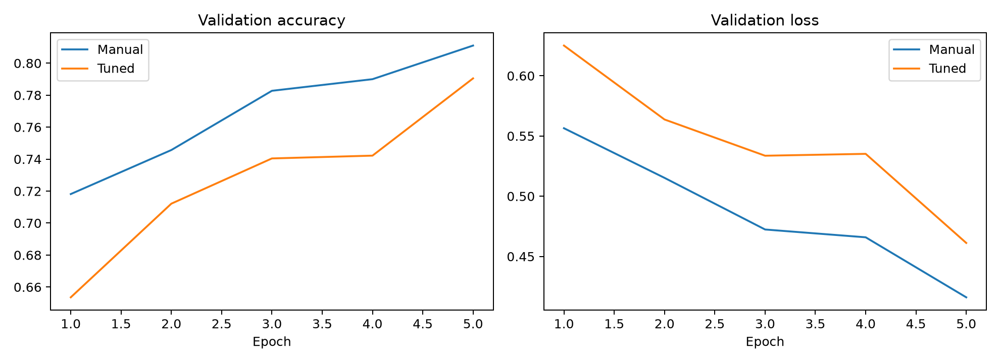 Validation accuracy
Manual
Tuned
0.80
0.78
0.76
0.74
0.72
0.70
0.68
0.66
1.0 1.5 2.0 2.5 3.0 3.5 4.0 4.5 5.0
Epoch
Validation loss
Manual
Tuned
0.60
0.55
0.50
0.45
1.0 1.5 2.0 2.5 3.0 3.5 4.0 4.5 5.0
Epoch